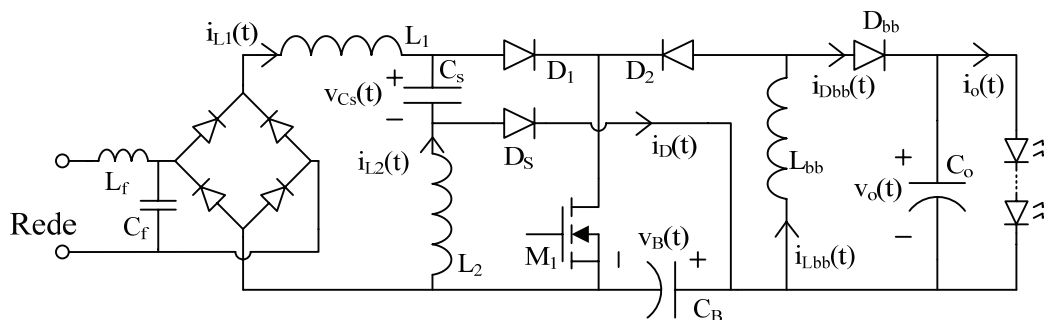 i_L1(t)
L_1
D_bb
C_s
D_1
D_2
i_Dbb(t)
i_o(t)
+
v_Cs(t)
−
D_S
i_D(t)
i_L2(t)
L_bb
+
C_o
v_o(t)
−
L_f
C_f
Rede
L_2
M_1
v_B(t)
−
+
C_B
i_Lbb(t)